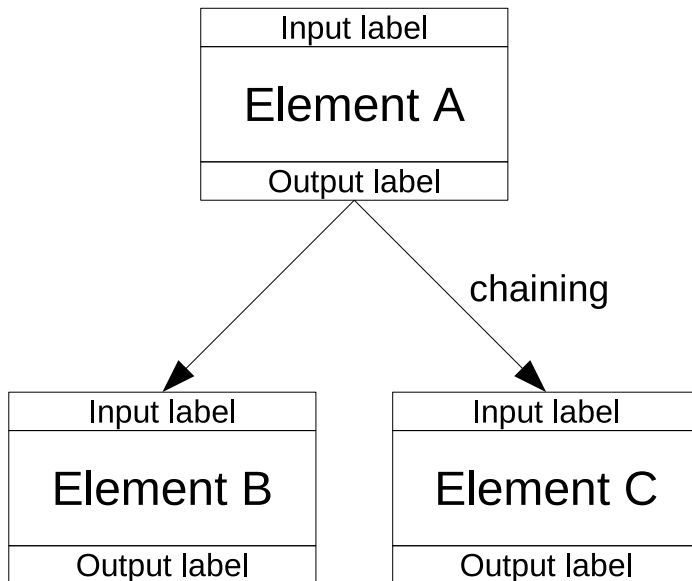 Input label
Element A
Output label
chaining
Input label
Element B
Output label
Input label
Element C
Output label